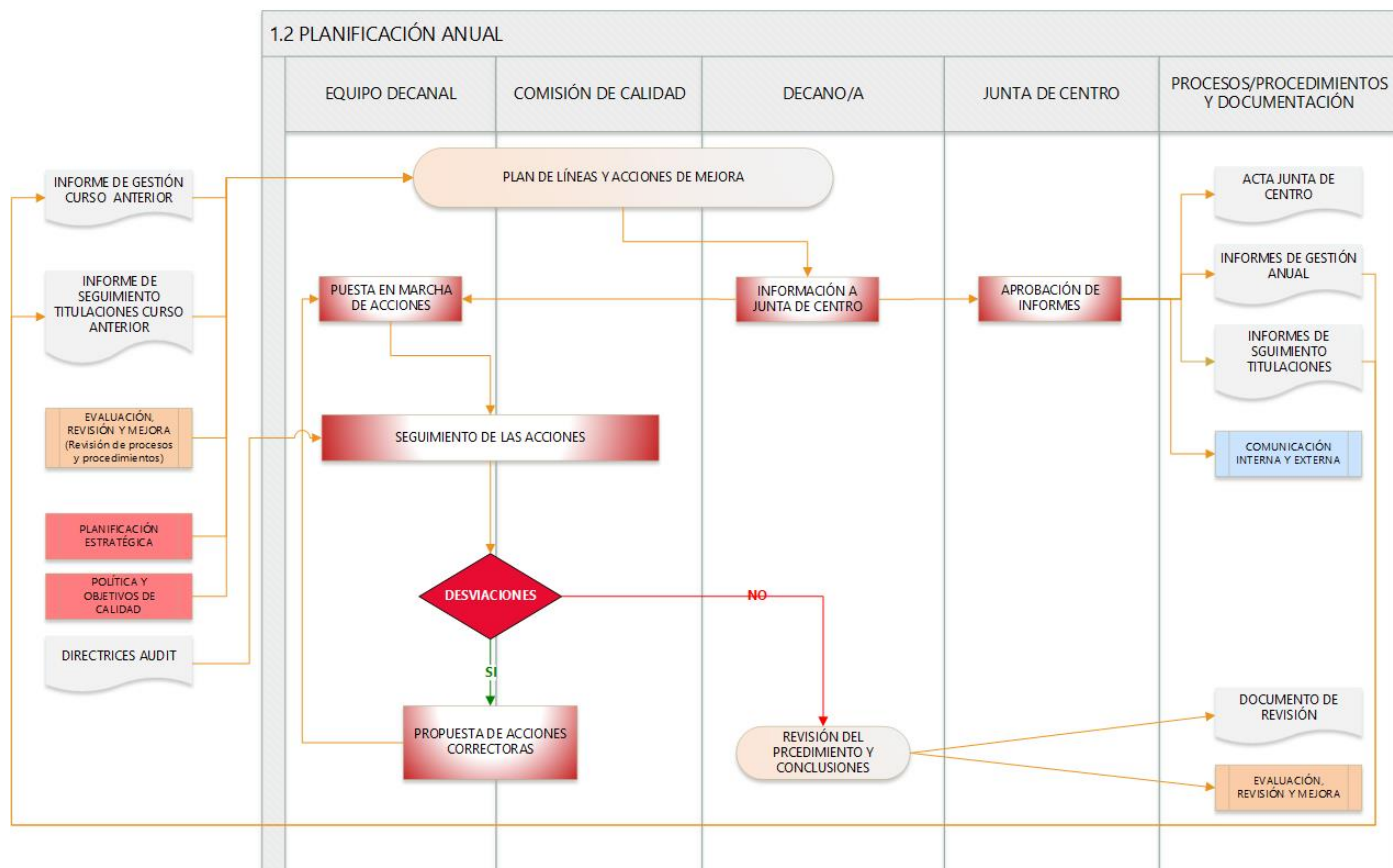 1.2 PLANIFICACIÓN ANUAL
EQUIPO DECANAL
COMISIÓN DE CALIDAD
DECANO/A
JUNTA DE CENTRO
PROCESOS/PROCEDIMIENTOS
Y DOCUMENTACIÓN
INFORME DE GESTIÓN
CURSO ANTERIOR
PLAN DE LÍNEAS Y ACCIONES DE MEJORA
ACTA JUNTA DE
CENTRO
INFORME DE
SEGUIMIENTO
TITULACIONES CURSO
ANTERIOR
PUESTA EN MARCHA
DE ACCIONES
INFORMACIÓN A
JUNTA DE CENTRO
APROBACIÓN DE
INFORMES
INFORMES DE GESTIÓN
ANUAL
INFORMES DE
SGUIMIENTO
TITULACIONES
EVALUACIÓN,
REVISIÓN Y MEJORA
(Revisión de procesos
y procedimientos)
SEGUIMIENTO DE LAS ACCIONES
COMUNICACIÓN
INTERNA Y EXTERNA
PLANIFICACIÓN
ESTRATÉGICA
POLÍTICA Y
OBJETIVOS DE
CALIDAD
DESVIACIONES
NO
DIRECTRICES AUDIT
SI
PROPUESTA DE ACCIONES
CORRECTORAS
REVISIÓN DEL
PRCEDIMIENTO Y
CONCLUSIONES
DOCUMENTO DE
REVISIÓN
EVALUACIÓN,
REVISIÓN Y MEJORA